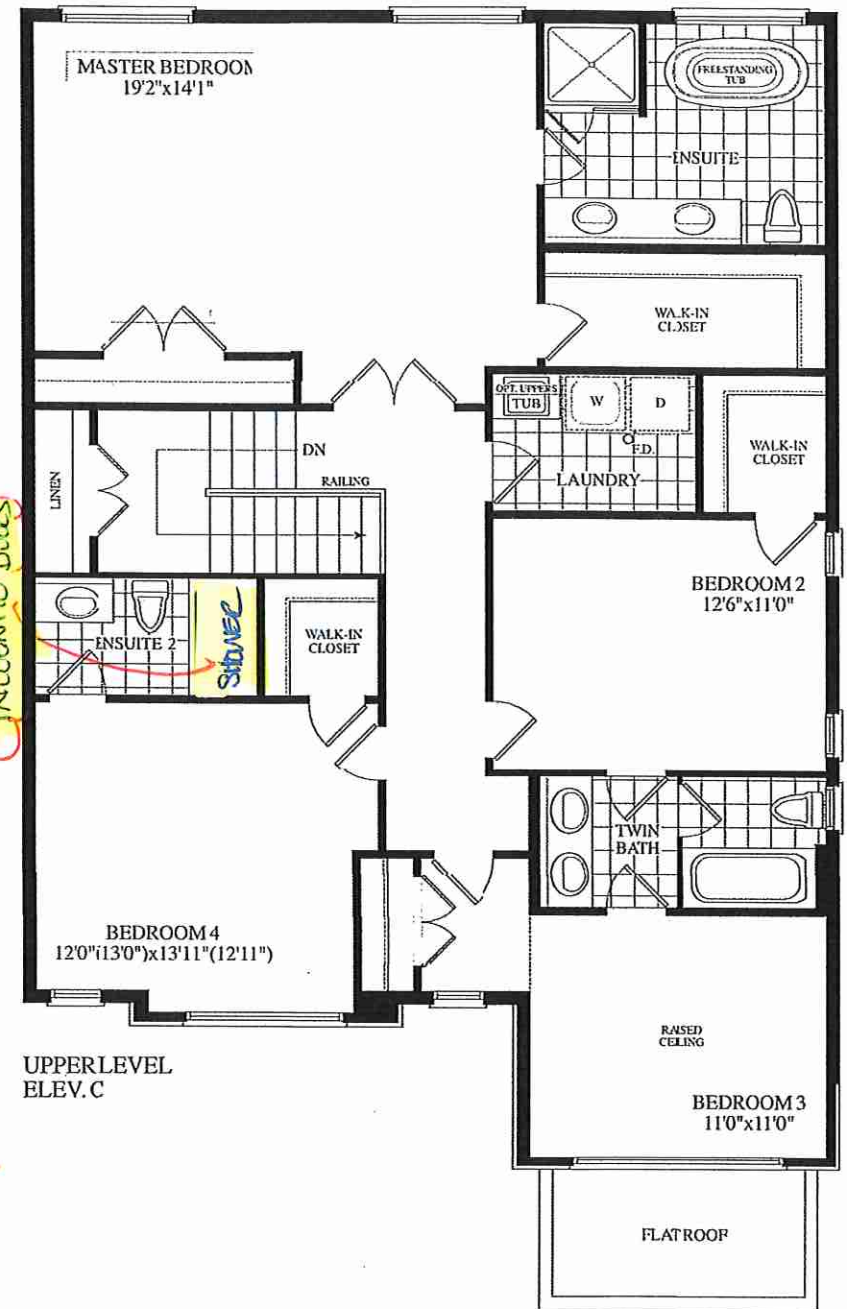 MASTER BEDROOM
19'2"x14'1"
FREESTANDING
TUB
ENSUITE
WALK-IN
CLOSET
OPT. UPPERS
TUB
W
D
F.D.
LAUNDRY
WALK-IN
CLOSET
LINEN
DN
RAILING
BEDROOM 2
12'6"x11'0"
ENSUITE 2
SHOWER
WALK-IN
CLOSET
TWIN
BATH
BEDROOM 4
12'0"(13'0")x13'11"(12'11")
RAISED
CEILING
BEDROOM 3
11'0"x11'0"
UPPER LEVEL
ELEV. C
FLAT ROOF